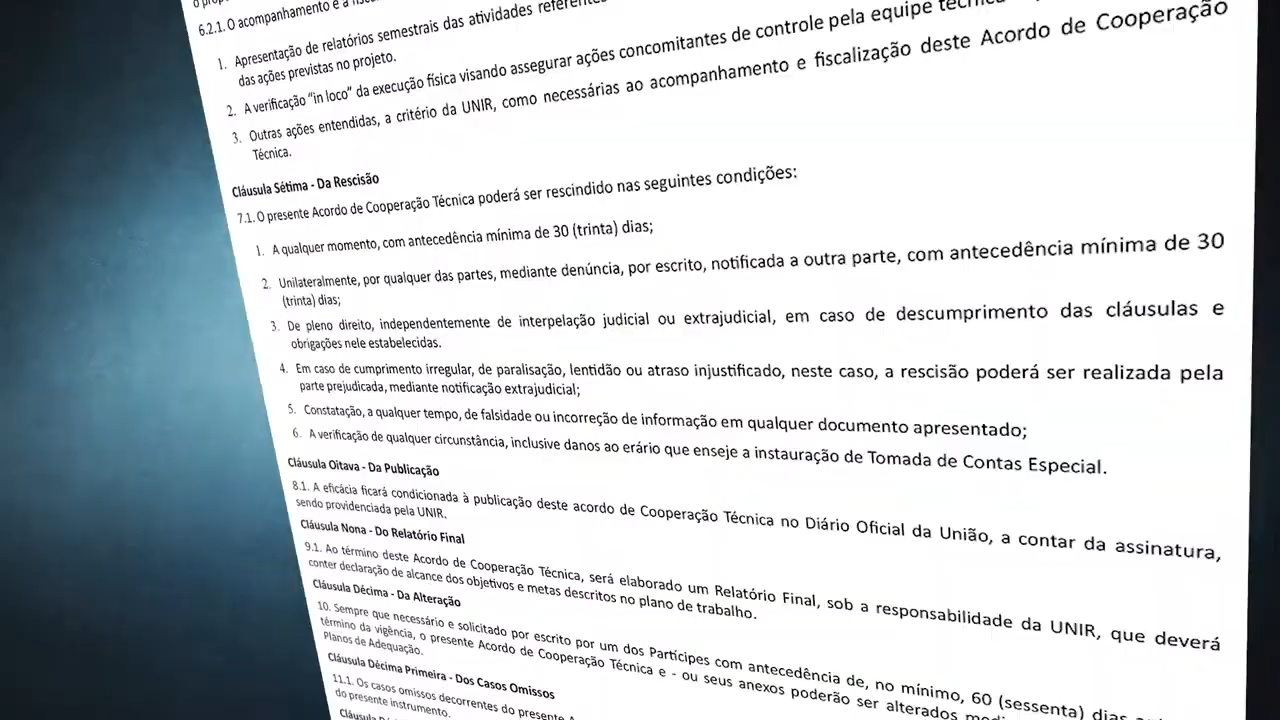 6.2.1. O acompanhamento e a
1. Apresentação de relatórios semestrais das atividades referentes
das ações previstas no projeto.
2. A verificação "in loco" da execução física visando assegurar ações concomitantes de controle pela equipe técnica
3. Outras ações entendidas, a critério da UNIR, como necessárias ao acompanhamento e fiscalização deste Acordo de Cooperação
Técnica.
Cláusula Sétima - Da Rescisão
7.1. O presente Acordo de Cooperação Técnica poderá ser rescindido nas seguintes condições:
1. A qualquer momento, com antecedência mínima de 30 (trinta) dias;
2. Unilateralmente, por qualquer das partes, mediante denúncia, por escrito, notificada a outra parte, com antecedência mínima de 30
(trinta) dias;
3. De pleno direito, independentemente de interpelação judicial ou extrajudicial, em caso de descumprimento das cláusulas e
obrigações nele estabelecidas.
4. Em caso de cumprimento irregular, de paralisação, lentidão ou atraso injustificado, neste caso, a rescisão poderá ser realizada pela
parte prejudicada, mediante notificação extrajudicial;
5. Constatação, a qualquer tempo, de falsidade ou incorreção de informação em qualquer documento apresentado;
6. A verificação de qualquer circunstância, inclusive danos ao erário que enseje a instauração de Tomada de Contas Especial.
Cláusula Oitava - Da Publicação
8.1. A eficácia ficará condicionada à publicação deste acordo de Cooperação Técnica no Diário Oficial da União, a contar da assinatura,
sendo providenciada pela UNIR.
Cláusula Nona - Do Relatório Final
9.1. Ao término deste Acordo de Cooperação Técnica, será elaborado um Relatório Final, sob a responsabilidade da UNIR, que deverá
conter declaração de alcance dos objetivos e metas descritos no plano de trabalho.
Cláusula Décima - Da Alteração
10. Sempre que necessário e solicitado por escrito por um dos Partícipes com antecedência de, no mínimo, 60 (sessenta) dias
término da vigência, o presente Acordo de Cooperação Técnica e - ou seus anexos poderão ser alterados
Planos de Adequação.
Cláusula Décima Primeira - Dos Casos Omissos
11.1. Os casos omissos decorrentes do presente
do presente instrumento.
Cláusula